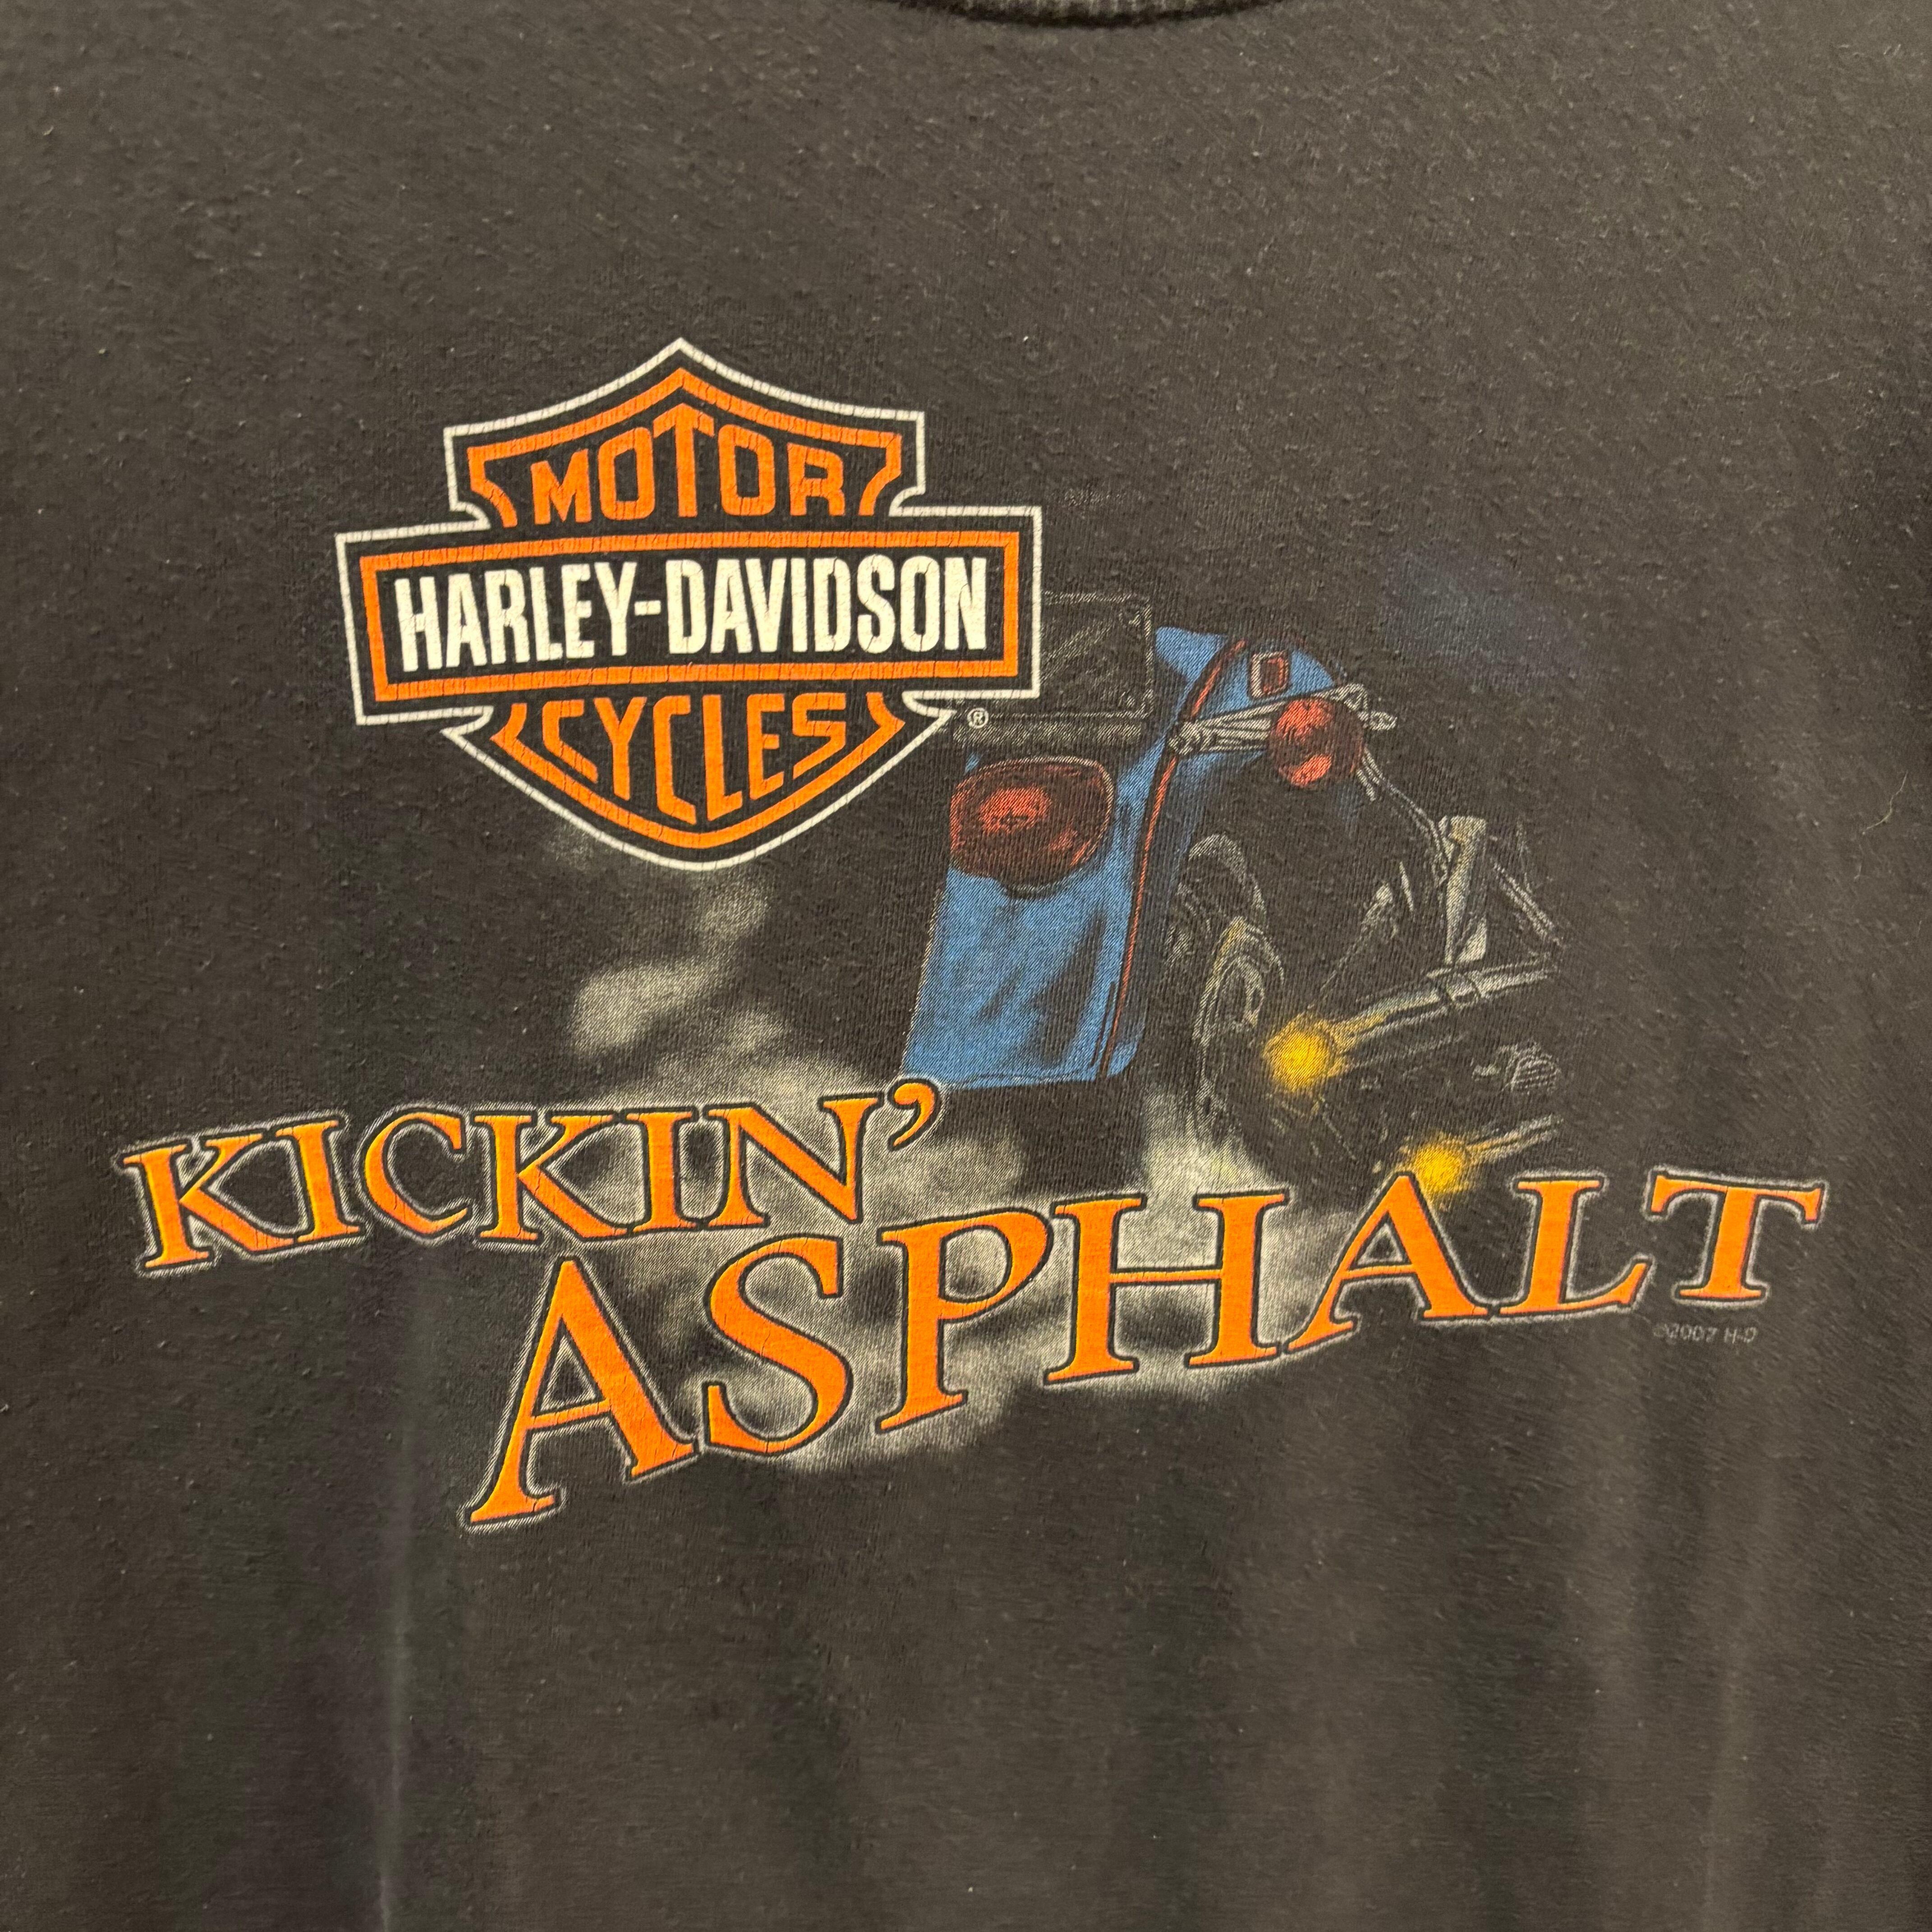 MOTOR
HARLEY-DAVIDSON
CYCLES
®
KICKIN'
ASPHALT
©2007 H-D